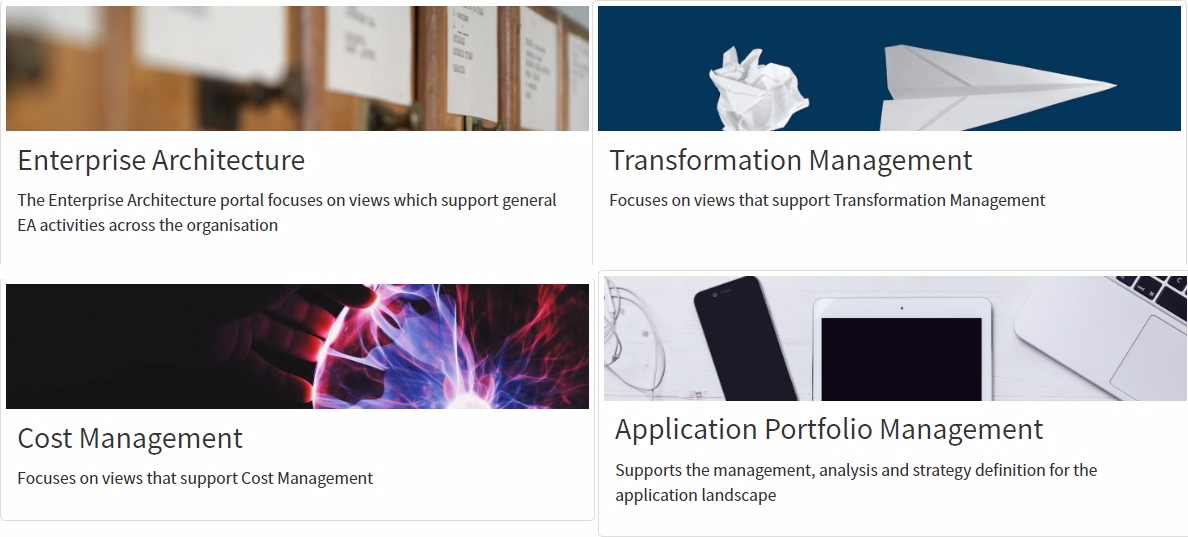 Enterprise Architecture
The Enterprise Architecture portal focuses on views which support general
EA activities across the organisation
Transformation Management
Focuses on views that support Transformation Management
Cost Management
Focuses on views that support Cost Management
Application Portfolio Management
Supports the management, analysis and strategy definition for the
application landscape